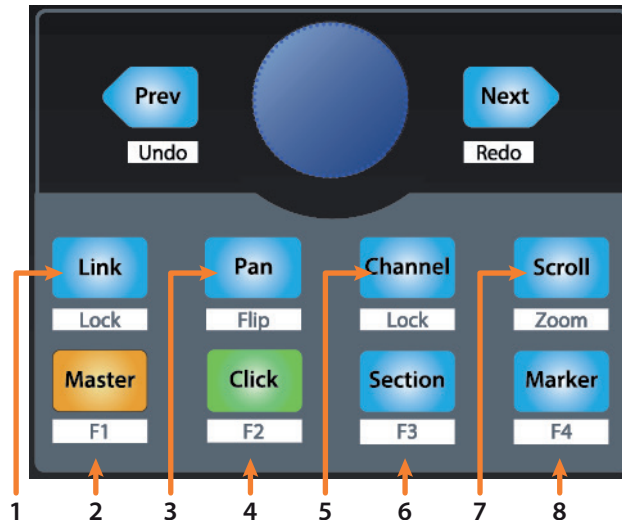 Prev Next
Undo Redo
Link Pan Channel Scroll
Lock Flip Lock Zoom
Master Click Section Marker
F1 F2 F3 F4
1 2 3 4 5 6 7 8